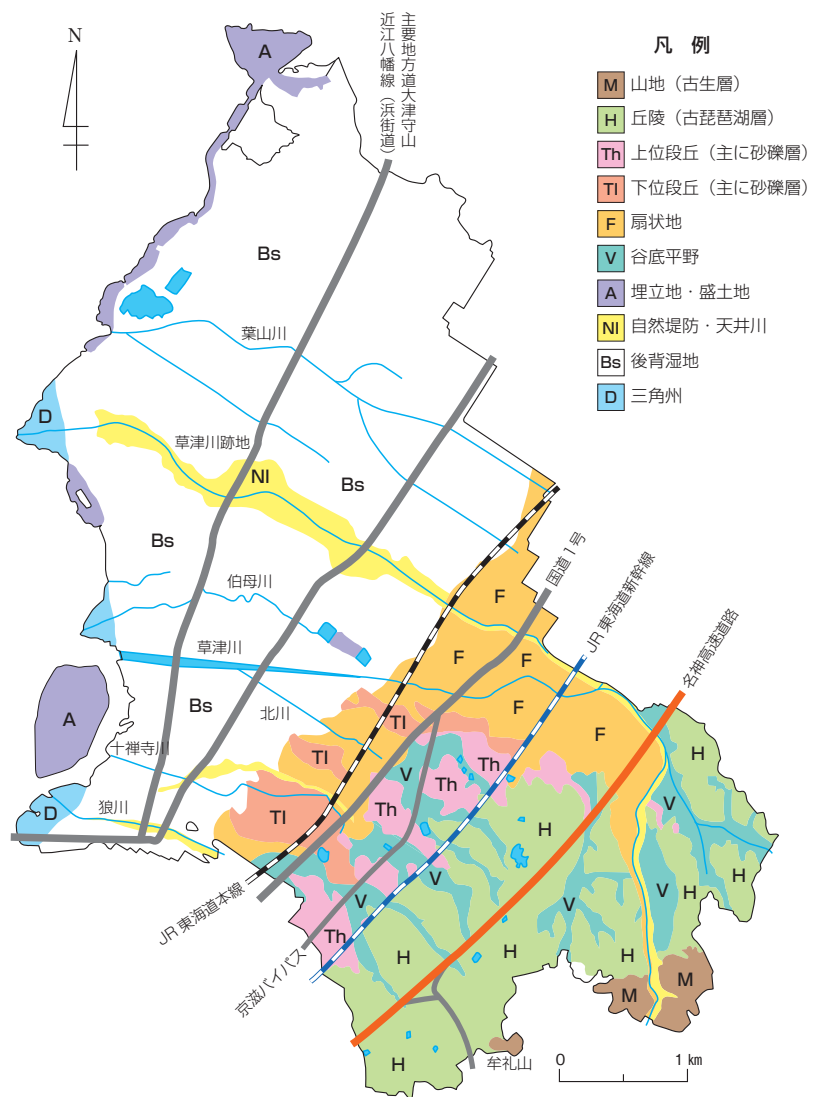 N
主要地方道大津守山
近江八幡線（浜街道）
凡 例
M 山地（古生層）
H 丘陵（古琵琶湖層）
Th 上位段丘（主に砂礫層）
Tl 下位段丘（主に砂礫層）
F 扇状地
V 谷底平野
A 埋立地・盛土地
Nl 自然堤防・天井川
Bs 後背湿地
D 三角州
A
Bs
葉山川
D
草津川跡地
Nl
Bs
Bs
国道1号
伯母川
F
JR東海道新幹線
草津川
F
F
名神高速道路
A
Bs
北川
Tl
F
F
H
十禅寺川
Tl
V
Th
Th
D
狼川
Tl
Th
H
V
V
V
H
H
JR東海道本線
V
V
Th
H
H
H
京滋バイパス
M
M
牟礼山
H
0
1km